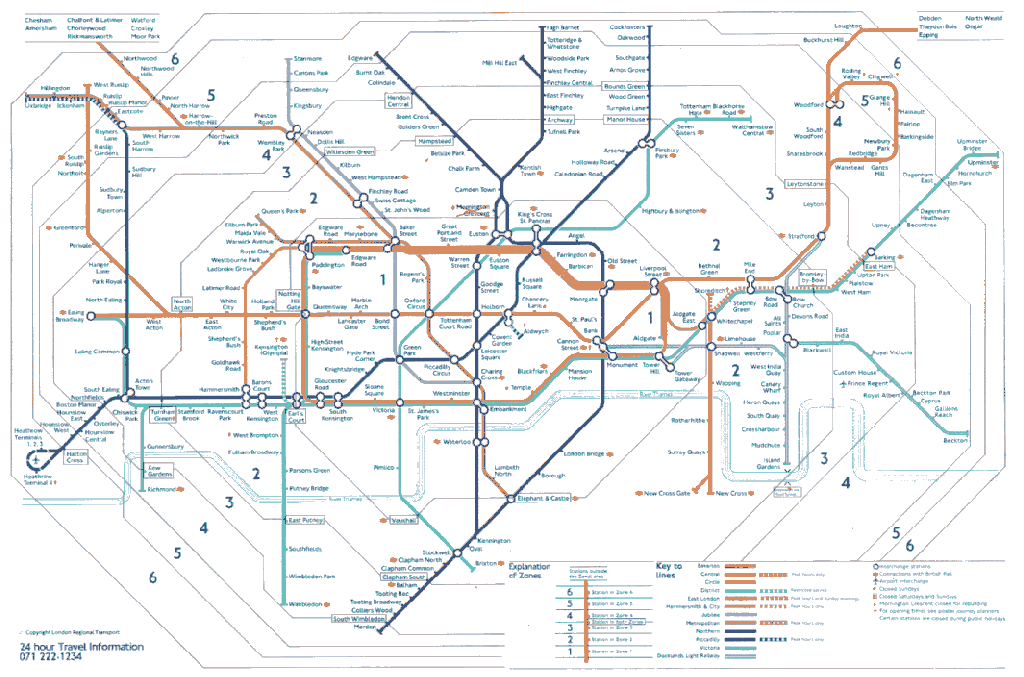 Chesham
Amersham
Chalfont & Latimer
Chorleywood
Rickmansworth
Watford
Croxley
Moor Park
Northwood
Northwood
Hills
Pinner
North Harrow
Harrow-
on-the-Hill
Northwick
Park
Preston
Road
Wembley
Park
Hillingdon
Uxbridge
Ickenham
West Ruislip
Ruislip
Ruislip Manor
Eastcote
Rayners
Lane
West Harrow
Ruislip
Gardens
South
Harrow
South
Ruislip
Northolt
Sudbury
Hill
Sudbury
Town
Alperton
Greenford
Perivale
Hanger
Lane
Park Royal
North Ealing
Ealing
Broadway
West
Acton
North
Acton
East
Acton
White
City
Latimer Road
Ladbroke Grove
Westbourne Park
Royal Oak
Warwick Avenue
Maida Vale
Kilburn Park
Queen's Park
Stanmore
Canons Park
Queensbury
Kingsbury
Neasden
Dollis Hill
Willesden Green
Kilburn
West Hampstead
Finchley Road
Swiss Cottage
St. John's Wood
Edgware
Burnt Oak
Colindale
Hendon
Central
Brent Cross
Golders Green
Hampstead
Belsize Park
Chalk Farm
Camden Town
Mornington
Crescent
High Barnet
Totteridge &
Whetstone
Woodside Park
Mill Hill East
West Finchley
Finchley Central
East Finchley
Highgate
Archway
Tufnell Park
Kentish
Town
Cockfosters
Oakwood
Southgate
Arnos Grove
Bounds Green
Wood Green
Turnpike Lane
Manor House
Finsbury
Park
Arsenal
Holloway Road
Caledonian Road
Tottenham
Hale
Blackhorse
Road
Seven
Sisters
Walthamstow
Central
Highbury & Islington
King's Cross
St. Pancras
Euston
Angel
Old Street
Farringdon
Barbican
Moorgate
Liverpool
Street
Edgware
Road
Marylebone
Baker
Street
Great
Portland
Street
Warren
Street
Euston
Square
Goodge
Street
Russell
Square
Regent's
Park
Paddington
Edgware
Road
Bayswater
Notting
Hill
Gate
Holland
Park
Queensway
Lancaster
Gate
Marble
Arch
Bond
Street
Oxford
Circus
Tottenham
Court Road
Holborn
Chancery
Lane
St. Paul's
Bank
Aldwych
Covent
Garden
Leicester
Square
Charing
Cross
Shepherd's
Bush
Shepherd's
Bush
Goldhawk
Road
Hammersmith
Kensington
(Olympia)
High Street
Kensington
Hyde Park
Corner
Knightsbridge
Green
Park
Piccadilly
Circus
Barons
Court
Gloucester
Road
Sloane
Square
West
Kensington
Earl's
Court
South
Kensington
Victoria
St. James's
Park
Westminster
Embankment
Temple
Blackfriars
Mansion
House
Cannon
Street
Monument
Tower
Hill
Tower
Gateway
Aldgate
Aldgate
East
Shoreditch
Whitechapel
Bethnal
Green
Mile
End
Stepney
Green
Bow
Road
Bow
Church
Bromley-
by-Bow
West Ham
Plaistow
Upton Park
East Ham
Barking
Upney
Becontree
Dagenham
Heathway
Dagenham
East
Elm Park
Hornchurch
Upminster
Upminster
Bridge
Stratford
Leyton
Leytonstone
Snaresbrook
South
Woodford
Woodford
Buckhurst Hill
Loughton
Debden
Theydon Bois
Epping
North Weald
Ongar
Roding
Valley
Chigwell
Grange
Hill
Hainault
Fairlop
Barkingside
Newbury
Park
Gants
Hill
Redbridge
Wanstead
Devons Road
All
Saints
Poplar
Limehouse
Shadwell
Westferry
Wapping
Rotherhithe
Surrey Quays
New Cross Gate
New Cross
West India
Quay
Canary
Wharf
Heron Quays
South Quay
Crossharbour
Mudchute
Island
Gardens
Blackwall
East
India
Royal Victoria
Custom House
Prince Regent
Royal Albert
Beckton Park
Cyprus
Gallions
Reach
Beckton
Ealing Common
Acton
Town
South Ealing
Northfields
Boston Manor
Osterley
Hounslow
East
Hounslow
Central
Hounslow
West
Hatton
Cross
Heathrow
Terminals
1, 2, 3
Heathrow
Terminal 4
Chiswick
Park
Turnham
Green
Stamford
Brook
Ravenscourt
Park
Gunnersbury
Kew
Gardens
Richmond
West Brompton
Fulham Broadway
Parsons Green
Putney Bridge
East Putney
Southfields
Wimbledon Park
Wimbledon
River Thames
River Thames
Pimlico
Vauxhall
Waterloo
Lambeth
North
Elephant & Castle
Borough
London Bridge
Kennington
Oval
Stockwell
Brixton
Clapham North
Clapham Common
Clapham South
Balham
Tooting Bec
Tooting Broadway
Colliers Wood
South Wimbledon
Morden
1
2
3
4
5
6
Explanation
of Zones
Stations outside
6
5
4
3
2
1
Station in Zone 6
Station in Zone 5
Station in Zone 4
Station in both Zones
Station in Zone 3
Station in Zone 2
Station in Zone 1
Key to
lines
Bakerloo
Central
Circle
District
East London
Hammersmith & City
Jubilee
Metropolitan
Northern
Piccadilly
Victoria
Docklands Light Railway
Peak hours only
Interchange stations
Connections with British Rail
Airport interchange
Closed Sundays
Closed Saturdays and Sundays
Mornington Crescent closed for rebuilding
For opening times see poster journey planners
Certain stations are closed during public holidays
Copyright London Regional Transport
24 hour Travel Information
071 222-1234